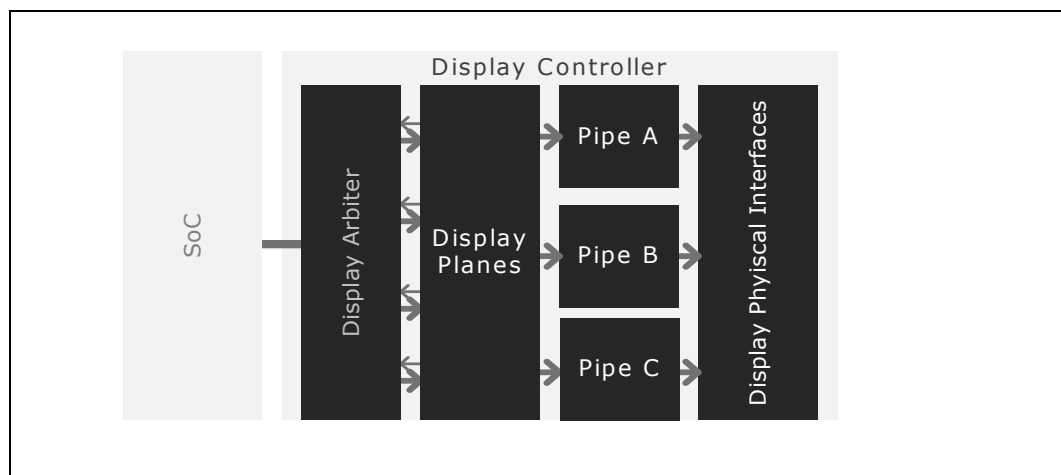 Display Controller
SoC
Display Arbiter
Display
Planes
Pipe A
Pipe B
Pipe C
Display Phyiscal Interfaces